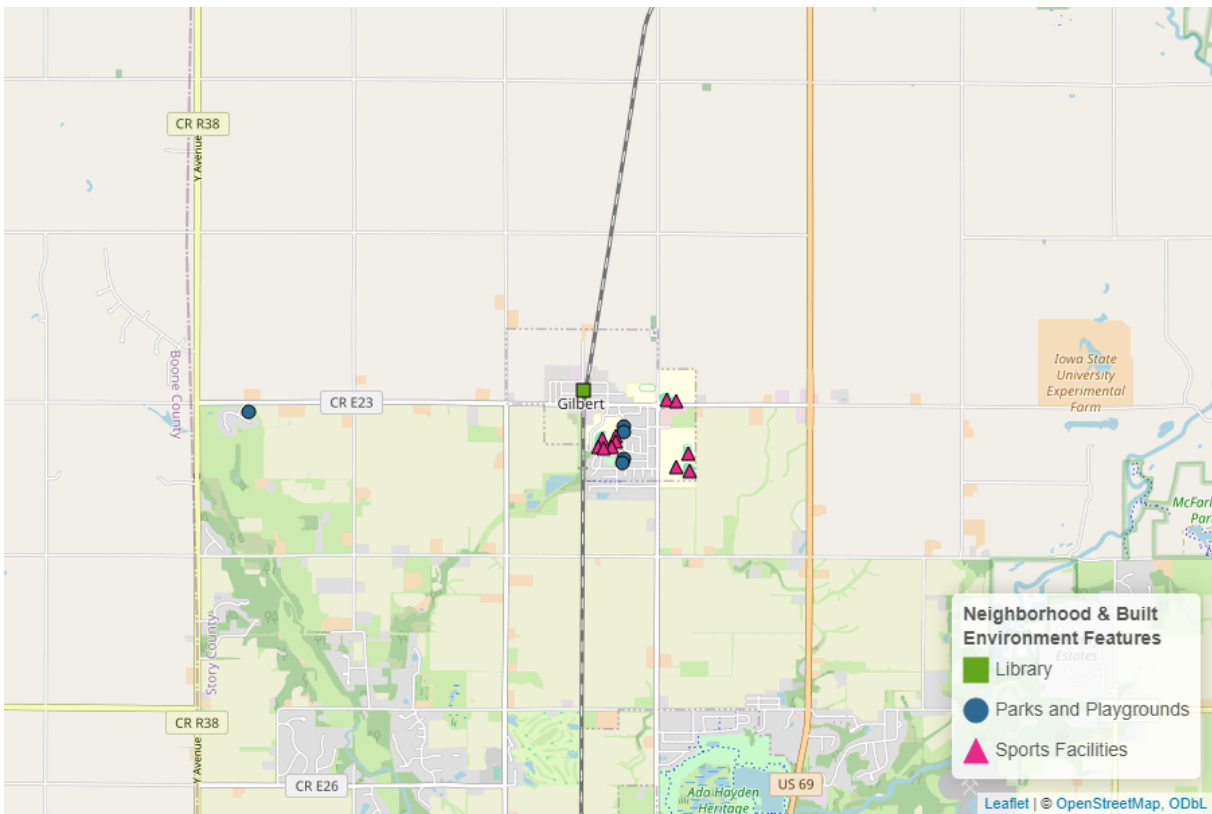 CR R38
Y Avenue
Boone County
Iowa State
University
Experimental
Farm
CR E23
Gilbert
Story County
Neighborhood & Built
Environment Features
Estates
Library
Parks and Playgrounds
Sports Facilities
CR R38
Y Avenue
CR E26
US 69
Ada Hayden
Heritage
Leaflet | © OpenStreetMap, ODbL